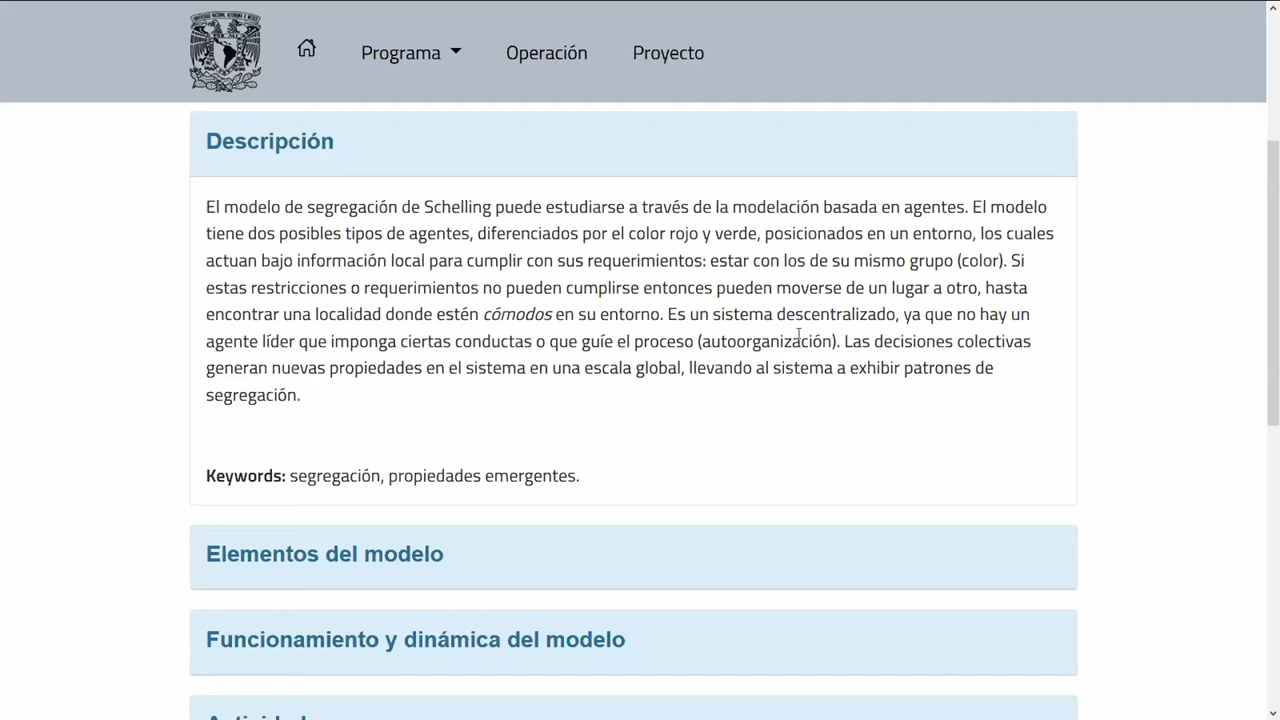 Programa
Operación
Proyecto
Descripción
El modelo de segregación de Schelling puede estudiarse a través de la modelación basada en agentes. El modelo
tiene dos posibles tipos de agentes, diferenciados por el color rojo y verde, posicionados en un entorno, los cuales
actuan bajo información local para cumplir con sus requerimientos: estar con los de su mismo grupo (color). Si
estas restricciones o requerimientos no pueden cumplirse entonces pueden moverse de un lugar a otro, hasta
encontrar una localidad donde estén cómodos en su entorno. Es un sistema descentralizado, ya que no hay un
agente líder que imponga ciertas conductas o que guíe el proceso (autoorganización). Las decisiones colectivas
generan nuevas propiedades en el sistema en una escala global, llevando al sistema a exhibir patrones de
segregación.
Keywords: segregación, propiedades emergentes.
Elementos del modelo
Funcionamiento y dinámica del modelo